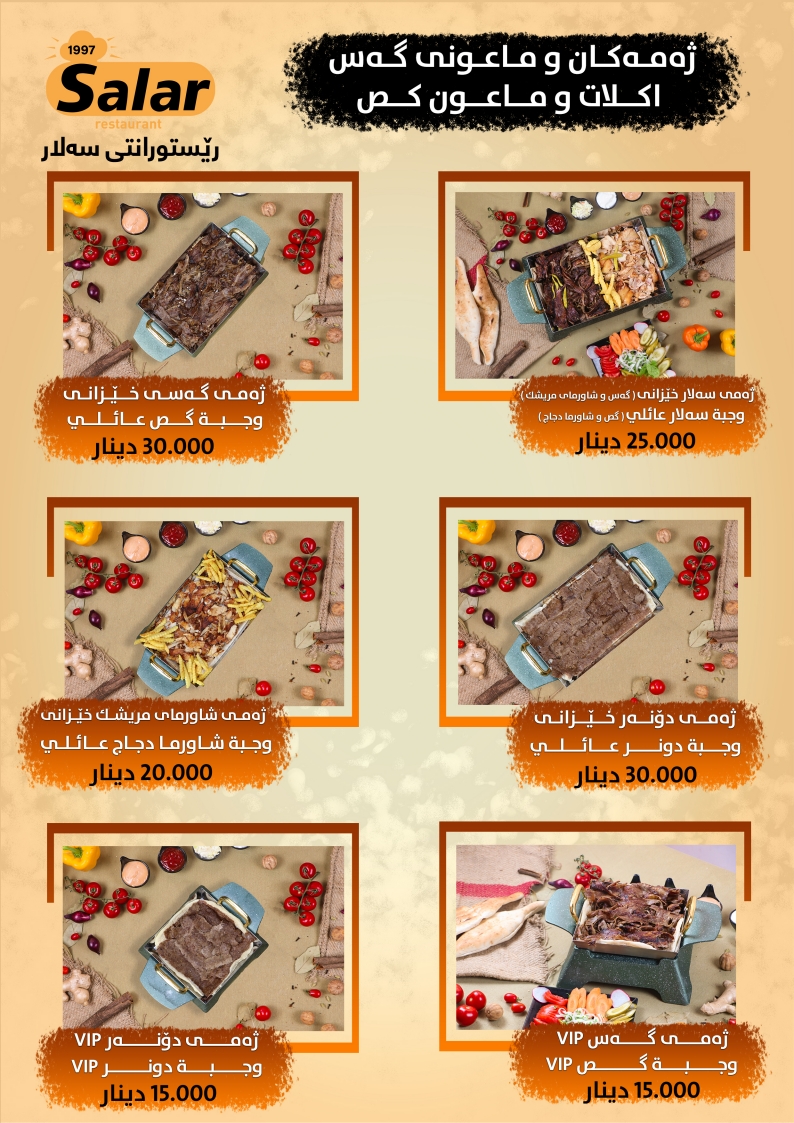 1997
Salar
restaurant
رێستورانتی سەلار
ژەمەکان و ماعونی گەس
اکلات و ماعون کص
ژەمی سەلار خێزانی ( گەس و شاورمای مریشك )
وجبة سەلار عائلي ( گص و شاورما دجاج )
25.000 دینار
ژەمی گەسی خێزانی
وجبة گص عائلي
30.000 دینار
ژەمی دۆنەر خێزانی
وجبة دونر عائلي
30.000 دینار
ژەمی شاورمای مریشك خێزانی
وجبة شاورما دجاج عائلي
20.000 دینار
ژەمی گەس VIP
وجبة گص VIP
15.000 دینار
ژەمی دۆنەر VIP
وجبة دونر VIP
15.000 دینار